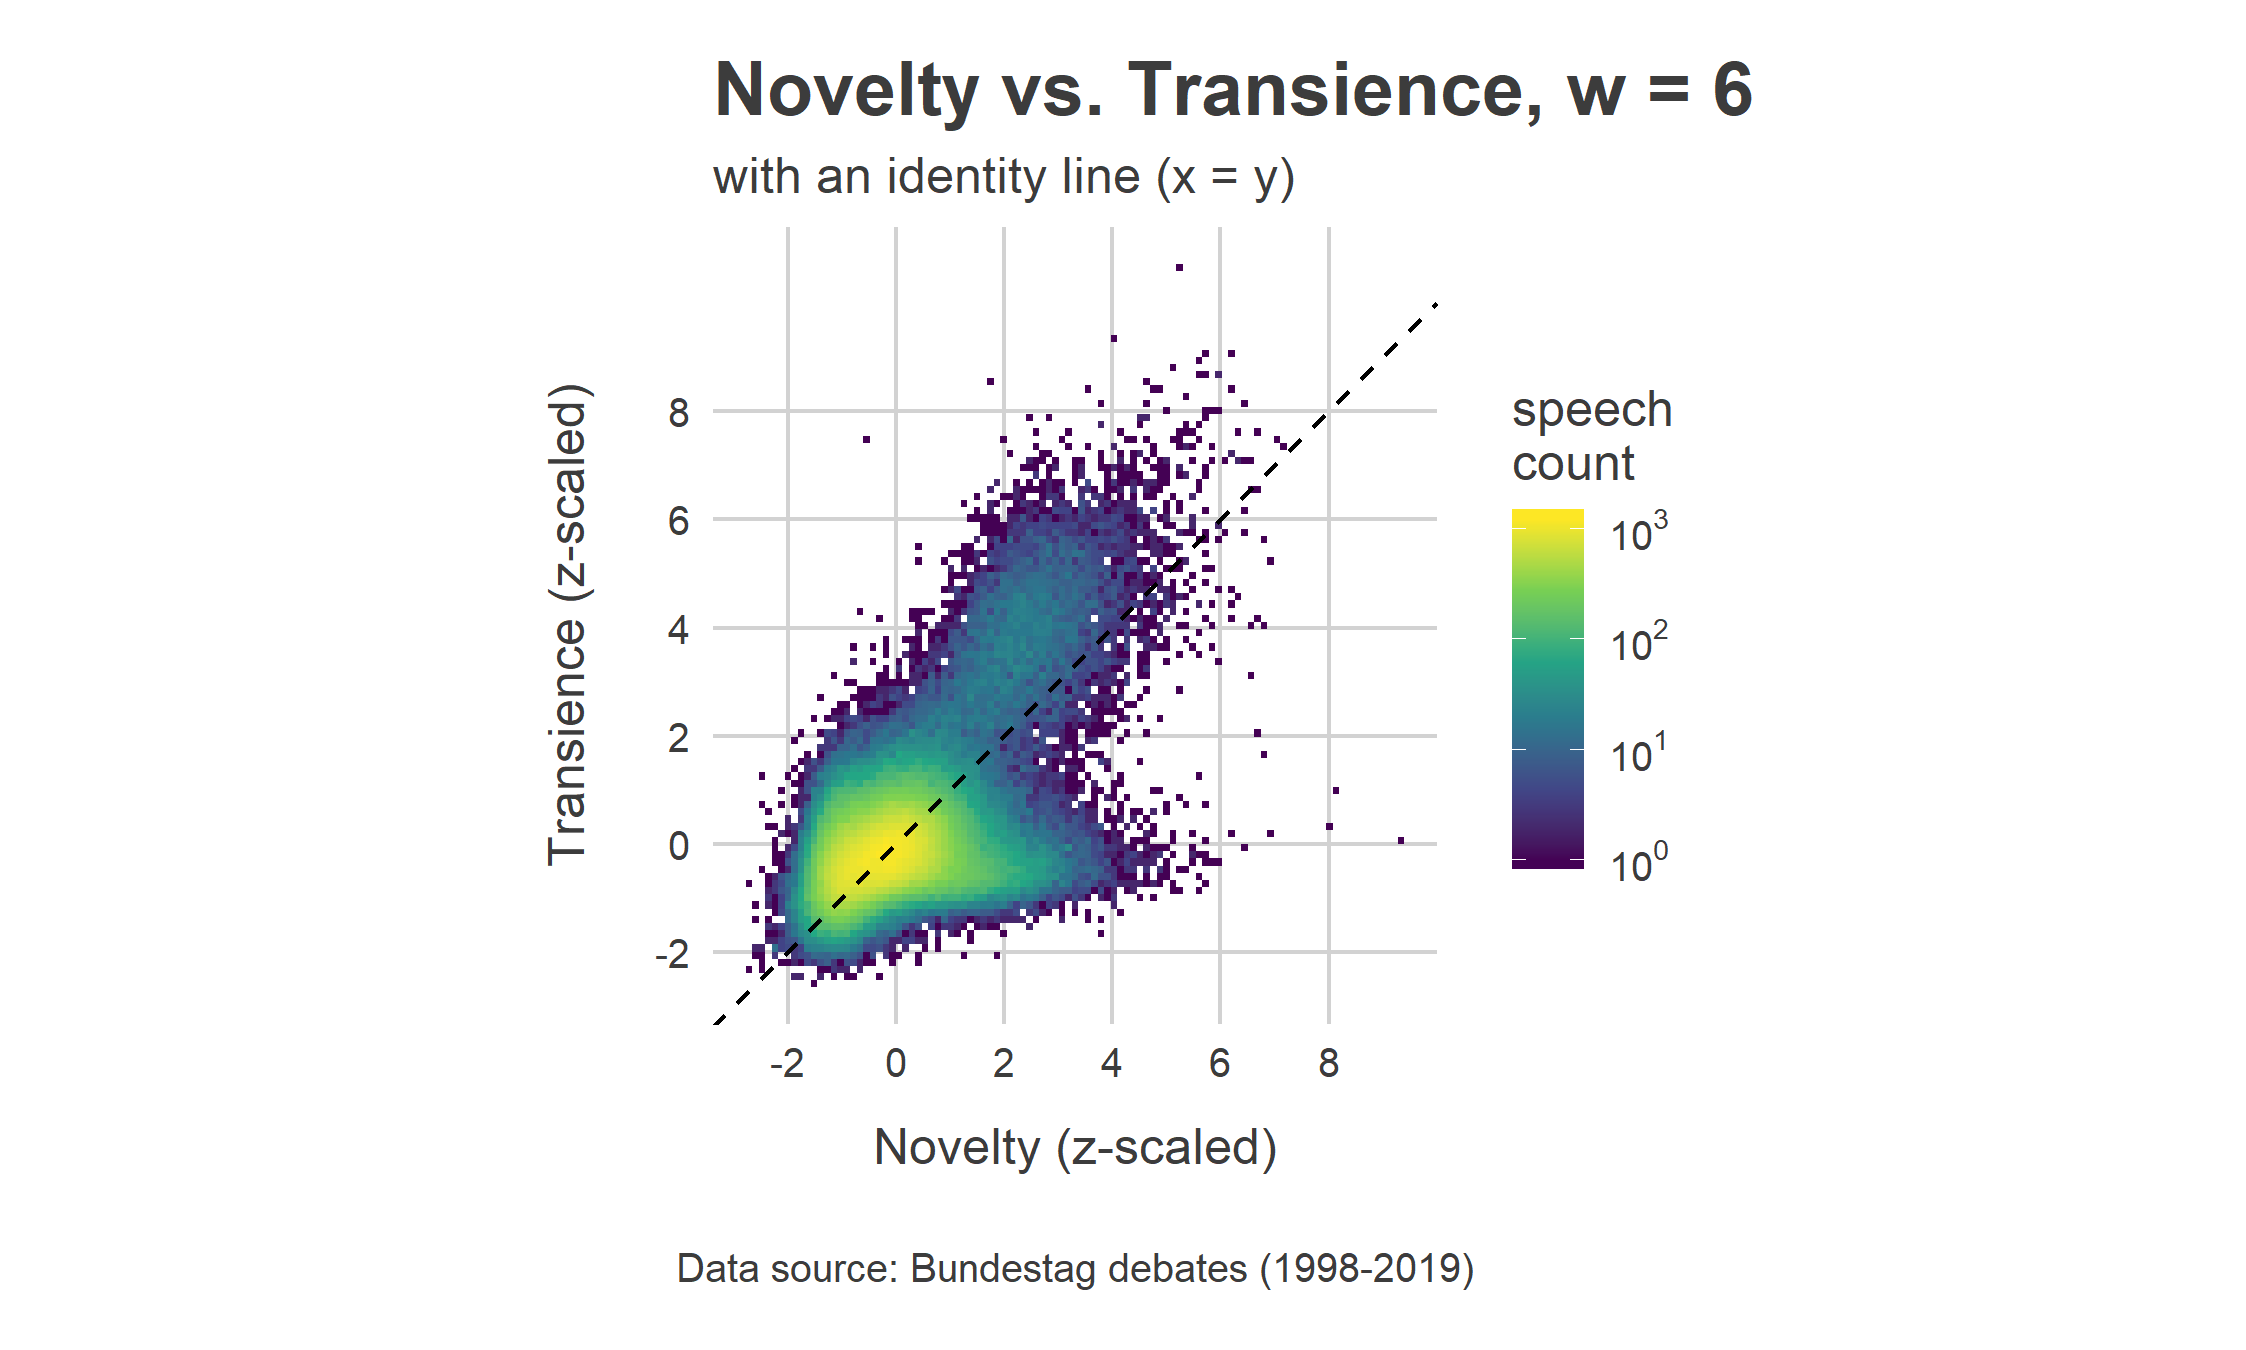 Novelty vs. Transience, w = 6
with an identity line (x = y)
Transience (z-scaled)
8
6
4
2
0
-2
-2 0 2 4 6 8
Novelty (z-scaled)
speech
count
10³
10²
10¹
10⁰
Data source: Bundestag debates (1998-2019)